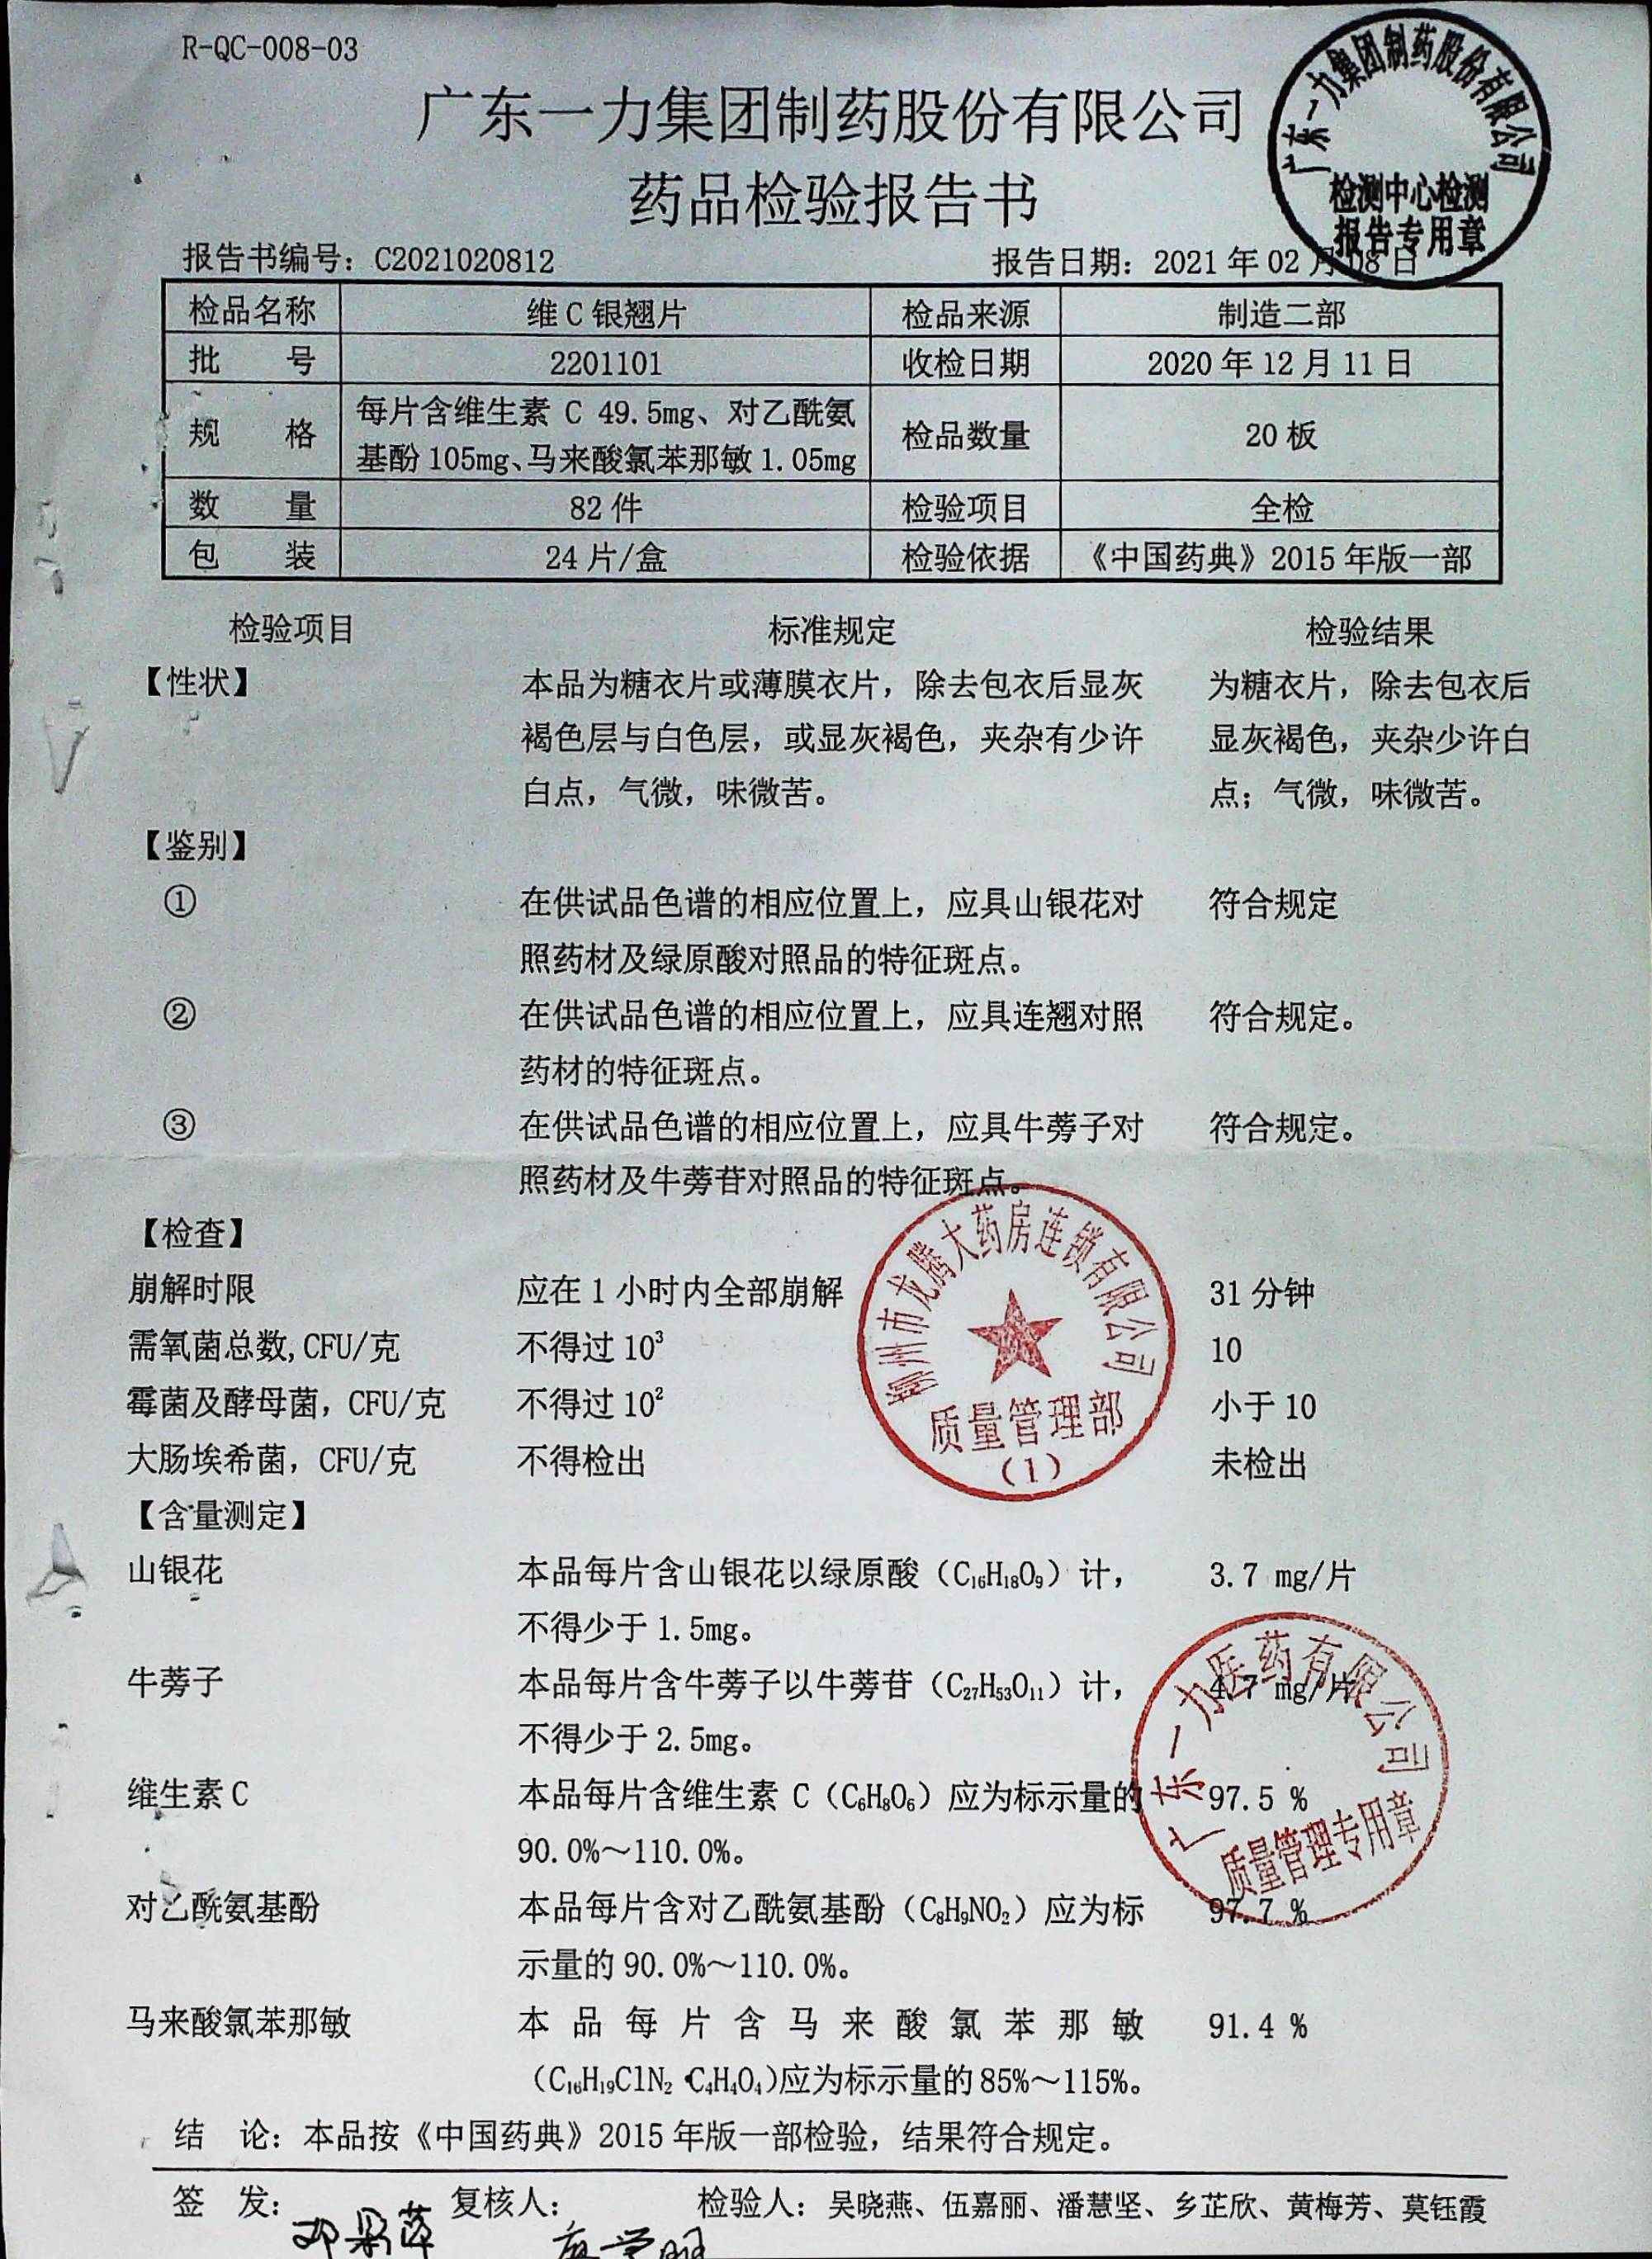 R-QC-008-03
广东一力集团制药股份有限公司
药品检验报告书
广东一力集团制药股份有限公司
检测中心检测
报告专用章
报告书编号：C2021020812
报告日期：2021年02月08日
检品名称 维C银翘片 检品来源 制造二部
批 号 2201101 收检日期 2020年12月11日
规 格 每片含维生素 C 49.5mg、对乙酰氨
基酚105mg、马来酸氯苯那敏1.05mg 检品数量 20板
数 量 82件 检验项目 全检
包 装 24片/盒 检验依据 《中国药典》2015年版一部
检验项目 标准规定 检验结果
【性状】 本品为糖衣片或薄膜衣片，除去包衣后显灰 为糖衣片，除去包衣后
褐色层与白色层，或显灰褐色，夹杂有少许 显灰褐色，夹杂少许白
白点，气微，味微苦。 点；气微，味微苦。
【鉴别】
① 在供试品色谱的相应位置上，应具山银花对 符合规定
照药材及绿原酸对照品的特征斑点。
② 在供试品色谱的相应位置上，应具连翘对照 符合规定。
药材的特征斑点。
③ 在供试品色谱的相应位置上，应具牛蒡子对 符合规定。
照药材及牛蒡苷对照品的特征斑点。
【检查】
崩解时限 应在1小时内全部崩解 31分钟
需氧菌总数,CFU/克 不得过10³ 10
霉菌及酵母菌，CFU/克 不得过10² 小于10
大肠埃希菌，CFU/克 不得检出 未检出
柳州市龙腾大药房连锁有限公司
质量管理部
(1)
【含量测定】
山银花 本品每片含山银花以绿原酸（C₁₆H₁₈O₉）计， 3.7 mg/片
不得少于1.5mg。
牛蒡子 本品每片含牛蒡子以牛蒡苷（C₂₇H₅₃O₁₁）计， 4.7 mg/片
不得少于2.5mg。
维生素C 本品每片含维生素 C（C₆H₈O₆）应为标示量的 97.5 %
90.0%～110.0%。
广东一力医药有限公司
质量管理专用章
对乙酰氨基酚 本品每片含对乙酰氨基酚（C₈H₉NO₂）应为标 97.7 %
示量的90.0%～110.0%。
马来酸氯苯那敏 本品每片含马来酸氯苯那敏 91.4 %
（C₁₆H₁₉ClN₂·C₄H₄O₄)应为标示量的85%～115%。
结 论：本品按《中国药典》2015年版一部检验，结果符合规定。
签 发： 复核人： 检验人：吴晓燕、伍嘉丽、潘慧坚、乡芷欣、黄梅芳、莫钰霞